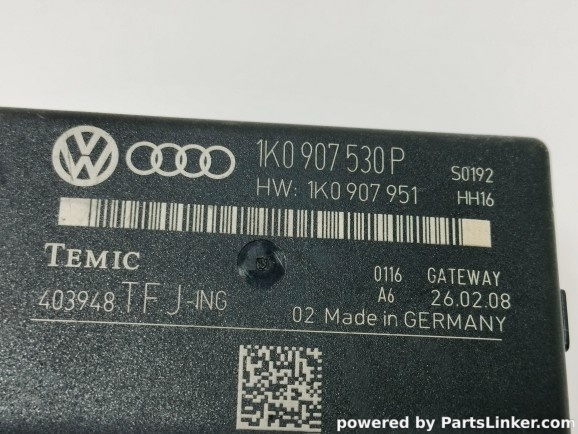 1K0 907 530 P
S0192
HW: 1K0 907 951
HH16
TEMIC
0116 GATEWAY
403948 TFJ-ING
A6 26.02.08
02 Made in GERMANY
powered by PartsLinker.com